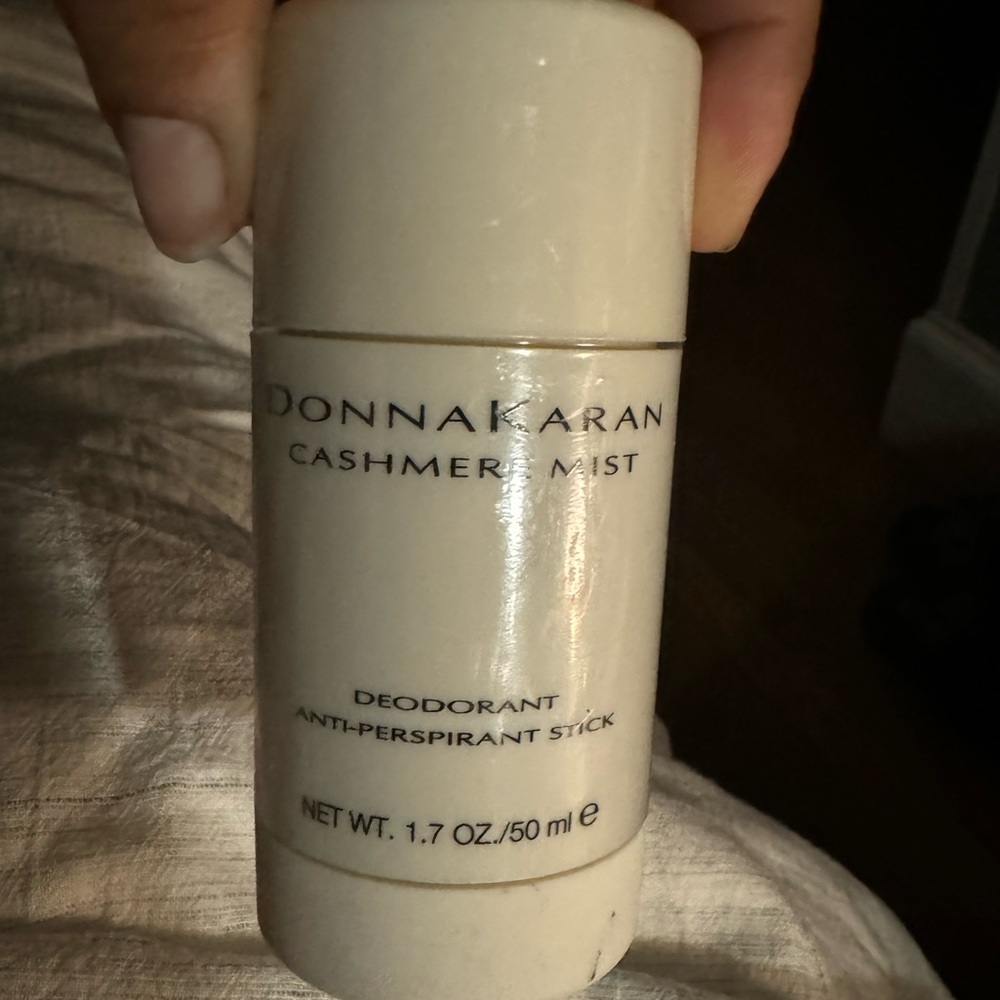 DONNAKARAN
CASHMERE MIST
DEODORANT
ANTI-PERSPIRANT STICK
NET WT. 1.7 OZ./50 ml e